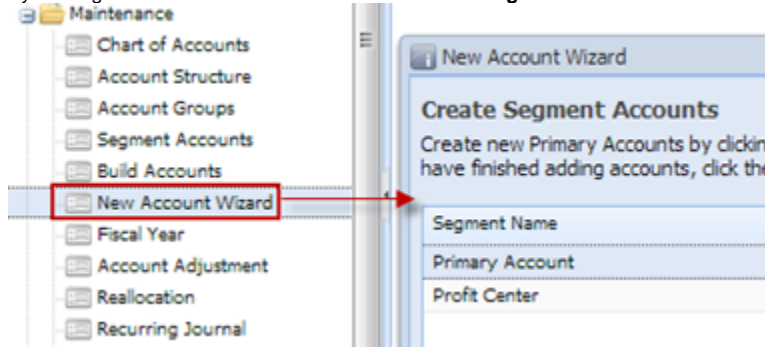 Maintenance
Chart of Accounts
Account Structure
Account Groups
Segment Accounts
Build Accounts
New Account Wizard
Fiscal Year
Account Adjustment
Reallocation
Recurring Journal
New Account Wizard
Create Segment Accounts
Create new Primary Accounts by
have finished adding accounts, click
Segment Name
Primary Account
Profit Center